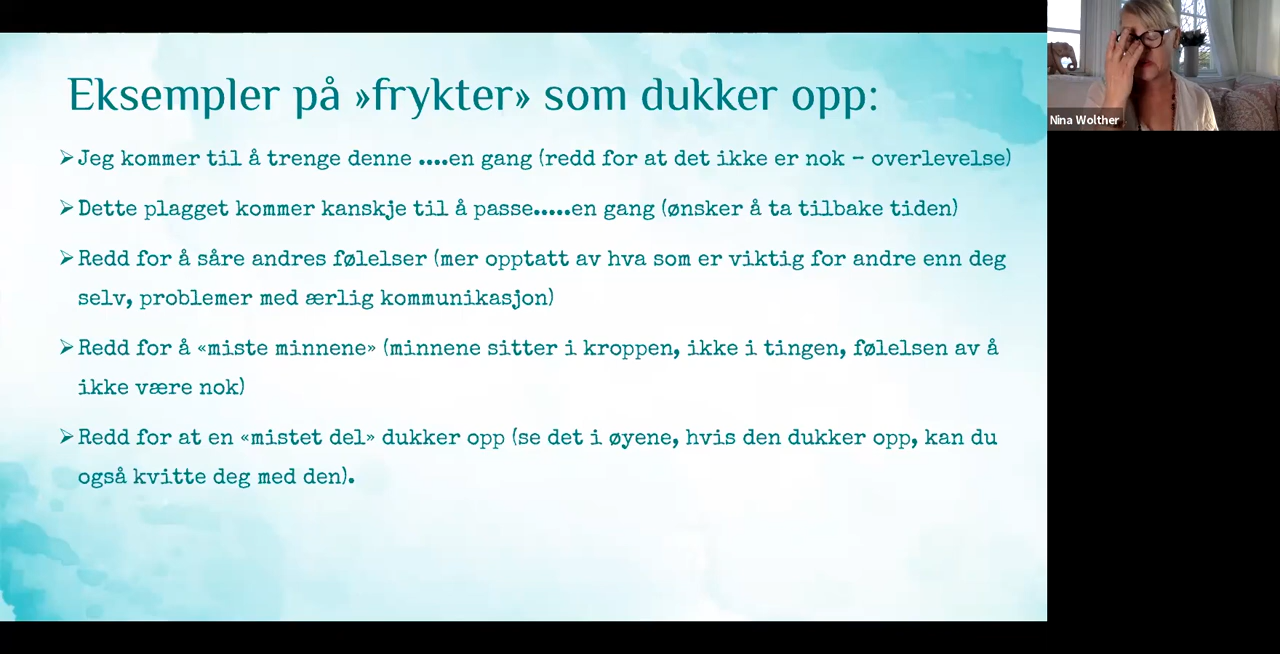 Eksempler på »frykter» som dukker opp:
➢Jeg kommer til å trenge denne ....en gang (redd for at det ikke er nok – overlevelse)
➢Dette plagget kommer kanskje til å passe.....en gang (ønsker å ta tilbake tiden)
➢Redd for å såre andres følelser (mer opptatt av hva som er viktig for andre enn deg
selv, problemer med ærlig kommunikasjon)
➢Redd for å «miste minnene» (minnene sitter i kroppen, ikke i tingen, følelsen av å
ikke være nok)
➢Redd for at en «mistet del» dukker opp (se det i øyene, hvis den dukker opp, kan du
også kvitte deg med den).
Nina Wolther